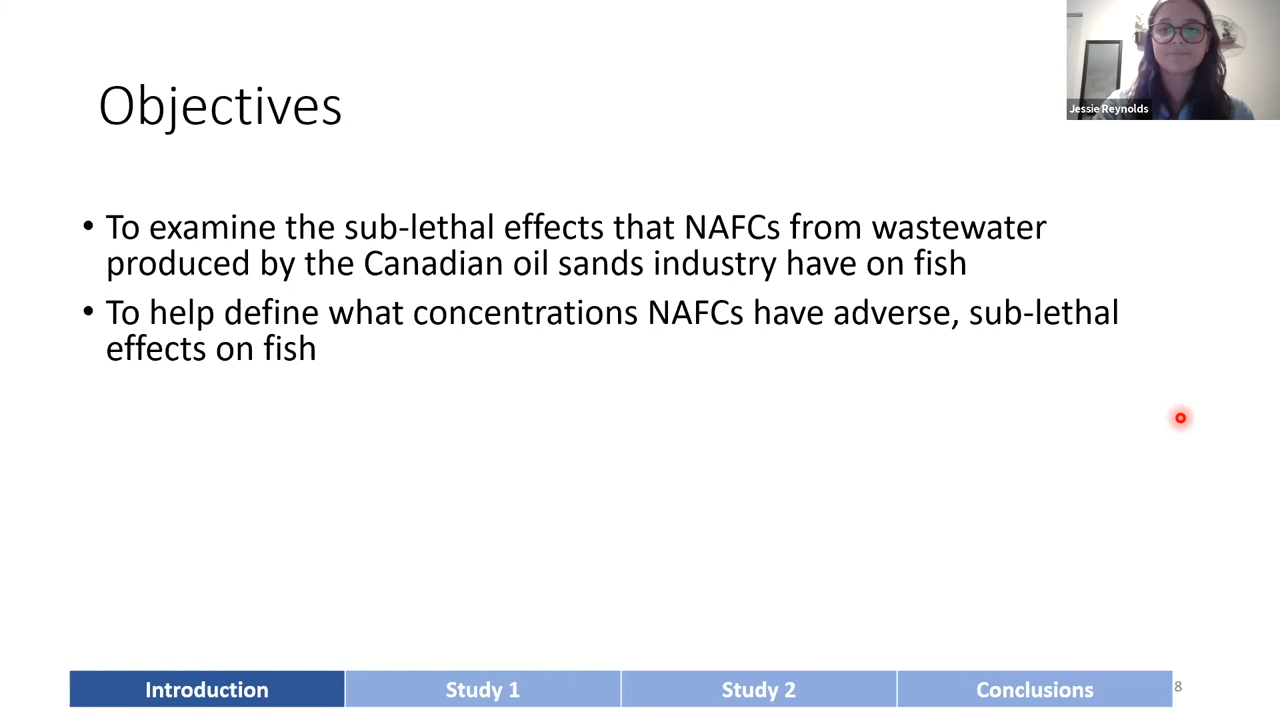 Jessie Reynolds
Objectives
• To examine the sub-lethal effects that NAFCs from wastewater
produced by the Canadian oil sands industry have on fish
• To help define what concentrations NAFCs have adverse, sub-lethal
effects on fish
Introduction
Study 1
Study 2
Conclusions
8